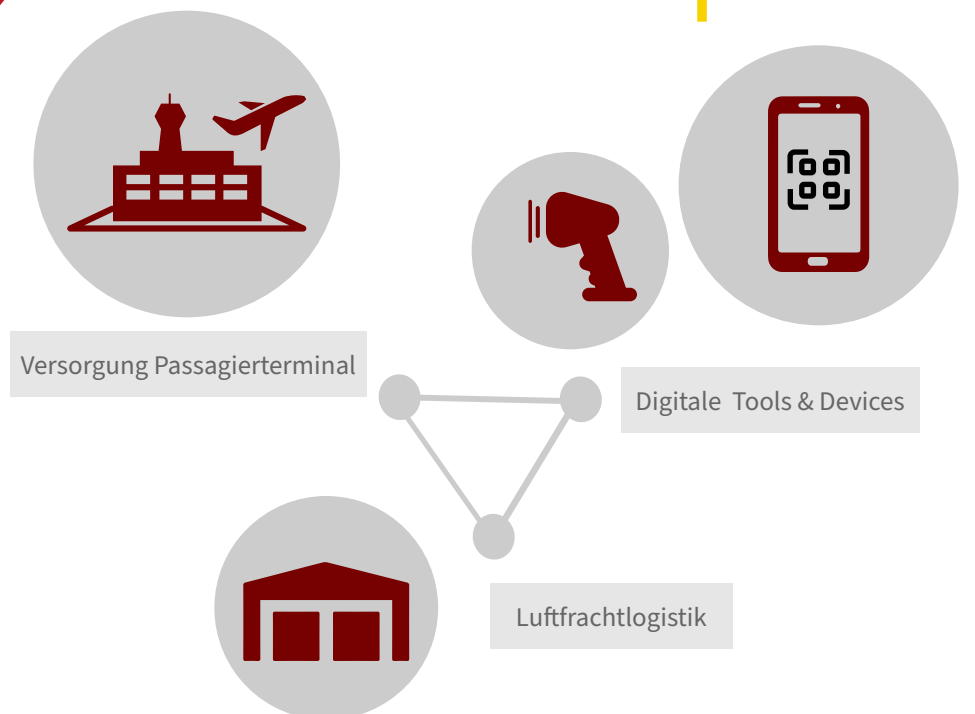 Versorgung Passagierterminal
Digitale Tools & Devices
Luftfrachtlogistik